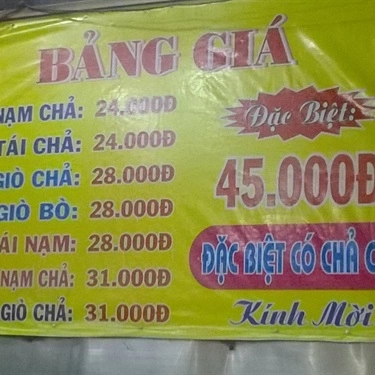 BẢNG GIÁ
NẠM CHẢ: 24.000Đ
TÁI CHẢ: 24.000Đ
GIÒ CHẢ: 28.000Đ
GIÒ BÒ: 28.000Đ
ÁI NẠM: 28.000Đ
NẠM CHẢ: 31.000Đ
GIÒ CHẢ: 31.000Đ
Đặc Biệt:
45.000Đ
ĐẶC BIỆT CÓ CHẢ C
Kính Mời